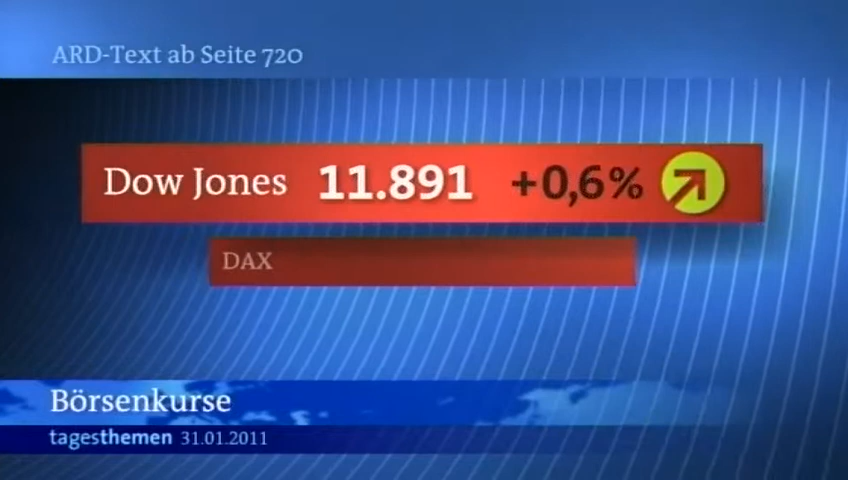 ARD-Text ab Seite 720
Dow Jones 11.891 +0,6%
DAX
Börsenkurse
tagesthemen 31.01.2011